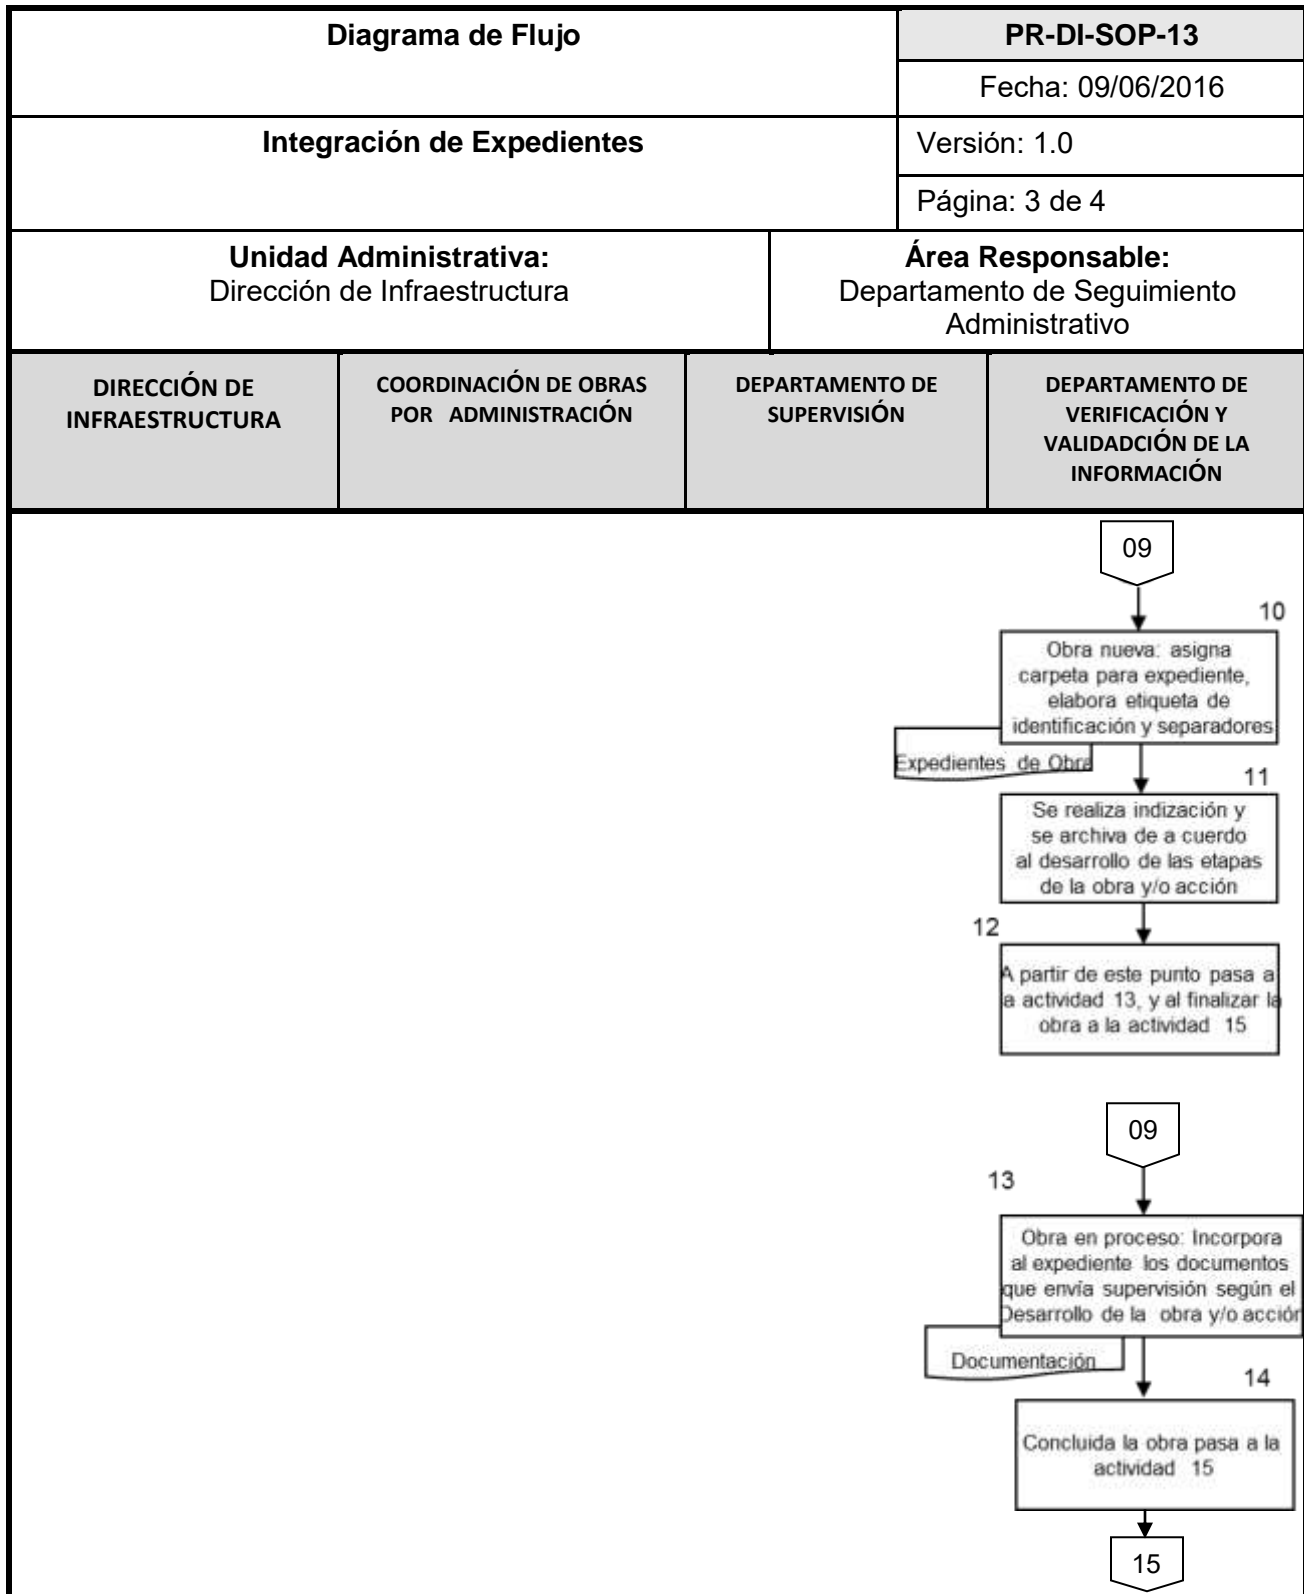 Diagrama de Flujo
PR-DI-SOP-13
Fecha: 09/06/2016
Integración de Expedientes
Versión: 1.0
Página: 3 de 4
Unidad Administrativa:
Dirección de Infraestructura
Área Responsable:
Departamento de Seguimiento
Administrativo
DIRECCIÓN DE
INFRAESTRUCTURA
COORDINACIÓN DE OBRAS
POR ADMINISTRACIÓN
DEPARTAMENTO DE
SUPERVISIÓN
DEPARTAMENTO DE
VERIFICACIÓN Y
VALIDADCIÓN DE LA
INFORMACIÓN
09
10
Obra nueva: asigna
carpeta para expediente,
elabora etiqueta de
identificación y separadores
Expedientes de Obra
11
Se realiza indización y
se archiva de a cuerdo
al desarrollo de las etapas
de la obra y/o acción
12
A partir de este punto pasa a
a actividad 13, y al finalizar la
obra a la actividad 15
09
13
Obra en proceso: Incorpora
al expediente los documentos
que envía supervisión según el
Desarrollo de la obra y/o acción
Documentación
14
Concluida la obra pasa a la
actividad 15
15